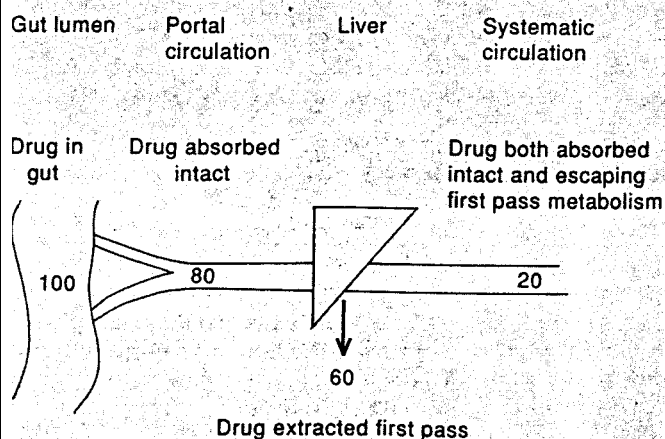 Gut lumen
Portal
circulation
Liver
Systematic
circulation
Drug in
gut
Drug absorbed
intact
Drug both absorbed
intact and escaping
first pass metabolism
100
80
20
60
Drug extracted first pass